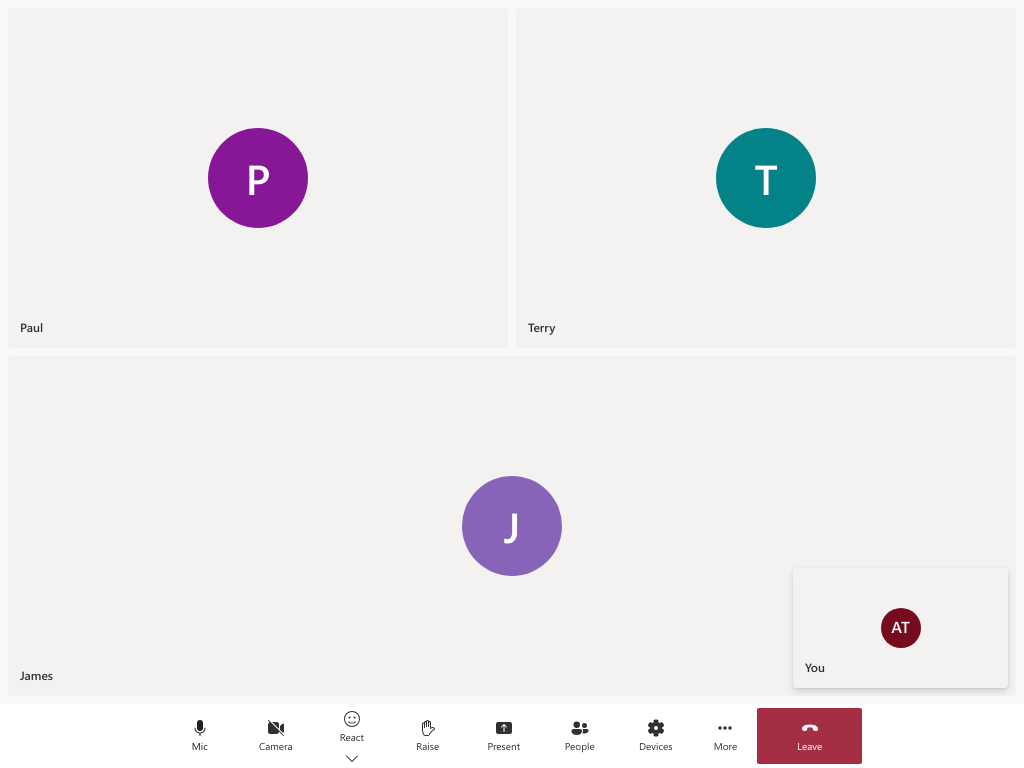 P
Paul
T
Terry
J
James
AT
You
Mic
Camera
React
Raise
Present
People
Devices
More
Leave